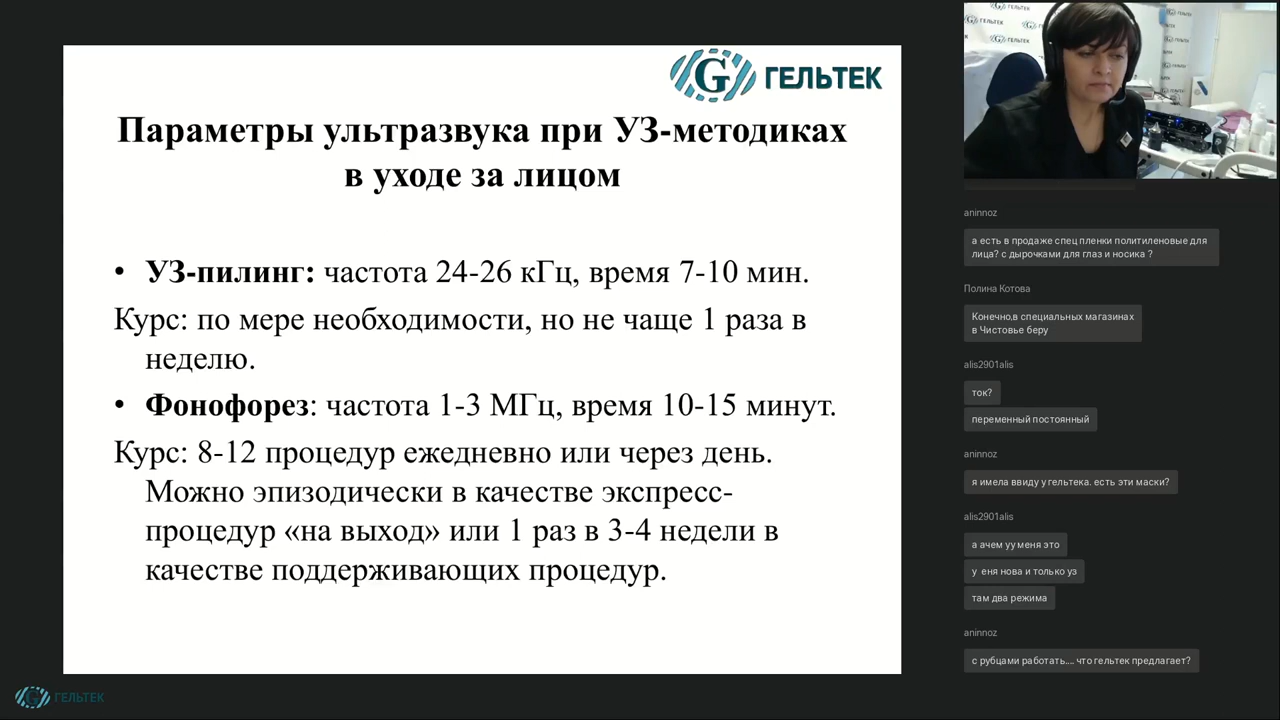 ГЕЛЬТЕК
Параметры ультразвука при УЗ-методиках
в уходе за лицом
• УЗ-пилинг: частота 24-26 кГц, время 7-10 мин.
Курс: по мере необходимости, но не чаще 1 раза в
неделю.
• Фонофорез: частота 1-3 МГц, время 10-15 минут.
Курс: 8-12 процедур ежедневно или через день.
Можно эпизодически в качестве экспресс-
процедур «на выход» или 1 раз в 3-4 недели в
качестве поддерживающих процедур.
ГЕЛЬТЕК
aninnoz
а есть в продаже спец пленки политиленовые для
лица? с дырочками для глаз и носика ?
Полина Котова
Конечно,в специальных магазинах
в Чистовье беру
alis2901alis
ток?
переменный постоянный
aninnoz
я имела ввиду у гельтека. есть эти маски?
alis2901alis
а ачем уу меня это
у еня нова и только уз
там два режима
aninnoz
с рубцами работать.... что гельтек предлагает?